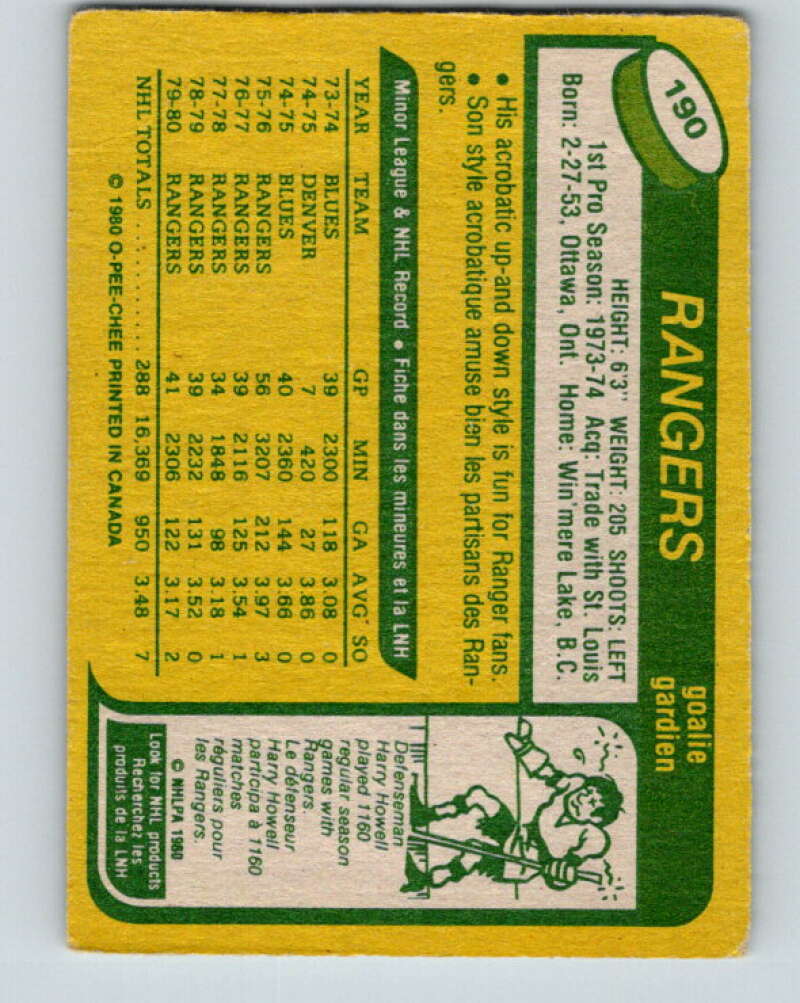 190
RANGERS
goalie
gardien
HEIGHT: 6'3" WEIGHT: 205 SHOOTS: LEFT
1st Pro Season: 1973-74 Acq: Trade with St. Louis
Born: 2-27-53, Ottawa, Ont. Home: Win'mere Lake, B.C.
• His acrobatic up-and down style is fun for Ranger fans.
• Son style acrobatique amuse bien les partisans des Ran-
gers.
Minor League & NHL Record • Fiche dans les mineures et la LNH
YEAR TEAM GP MIN GA AVG SO
73-74 BLUES 39 2300 118 3.08 0
74-75 DENVER 7 420 27 3.86 0
74-75 BLUES 40 2360 144 3.66 0
75-76 RANGERS 56 3207 212 3.97 3
76-77 RANGERS 39 2116 125 3.54 1
77-78 RANGERS 34 1848 98 3.18 1
78-79 RANGERS 39 2232 131 3.52 0
79-80 RANGERS 41 2306 122 3.17 2
NHL TOTALS .......... 288 16,369 950 3.48 7
© 1980 O-PEE-CHEE PRINTED IN CANADA
Defenseman
Harry Howell
played 1160
regular season
games with
Rangers.
Le défenseur
Harry Howell
participa à 1160
marches
réguliers pour
les Rangers.
© NHLPA 1980
Look for NHL products
Recherchez les
produits de la LNH